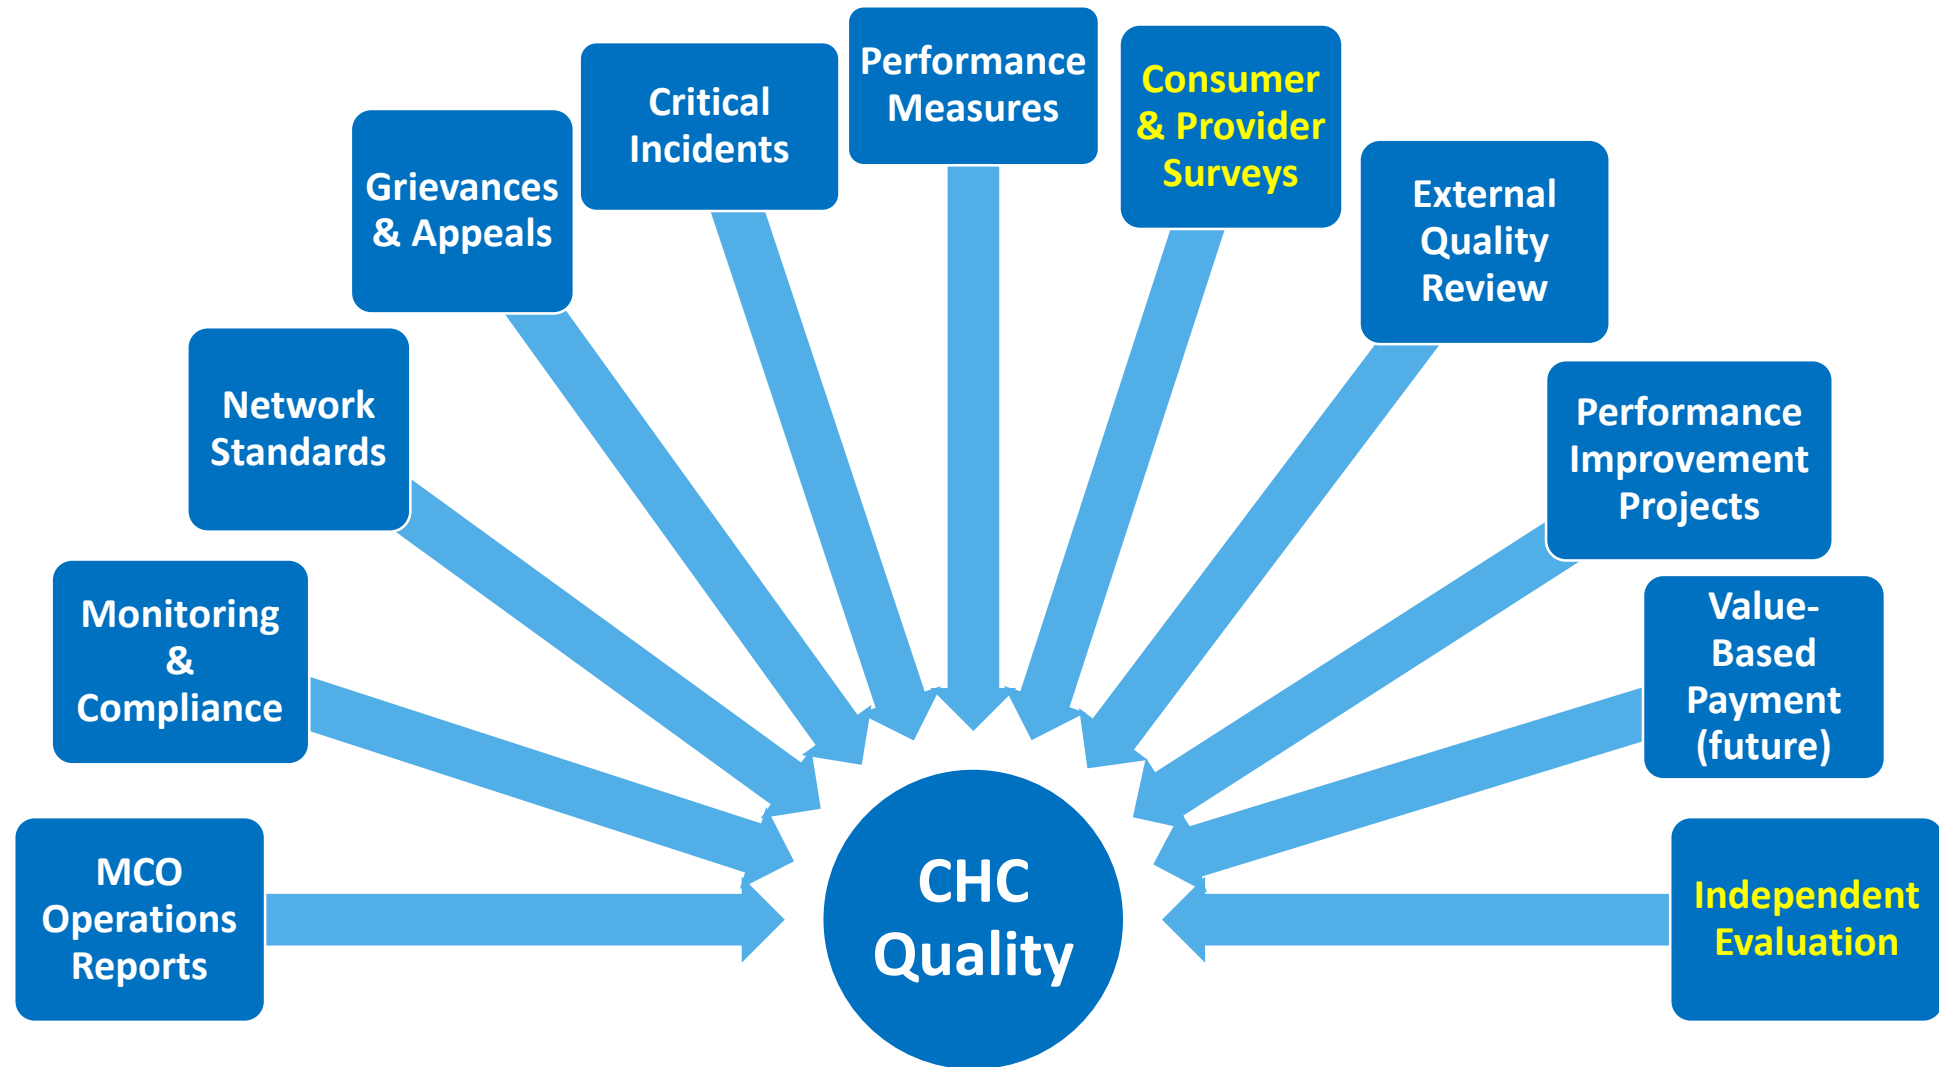 MCO
Operations
Reports
Monitoring
&
Compliance
Network
Standards
Grievances
& Appeals
Critical
Incidents
Performance
Measures
Consumer
& Provider
Surveys
External
Quality
Review
Performance
Improvement
Projects
Value-
Based
Payment
(future)
Independent
Evaluation
CHC
Quality